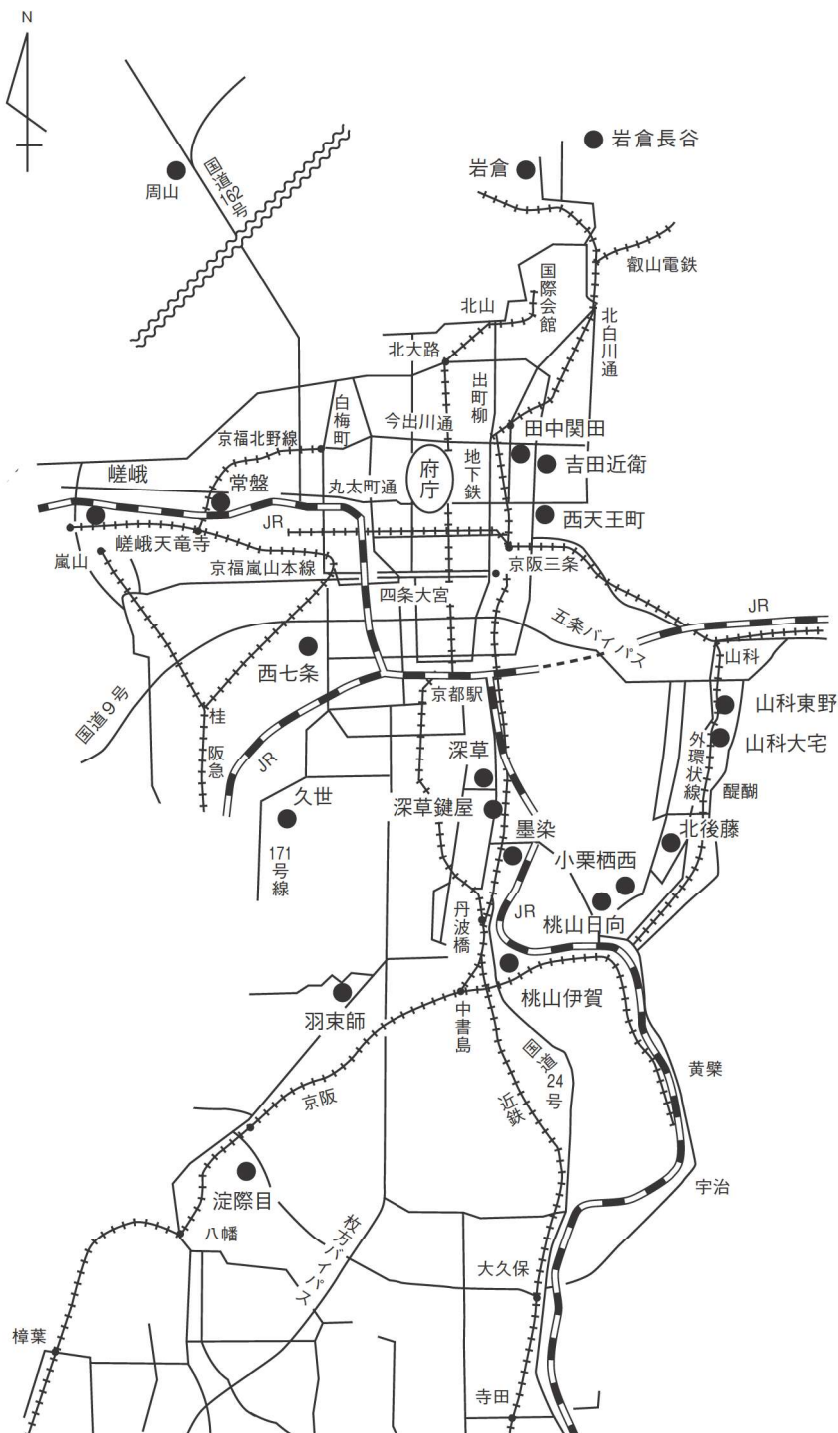 N
岩倉長谷
岩倉
周山
国道162号
叡山電鉄
国際会館
北山
北白川通
北大路
出町柳
白梅町
今出川通
田中関田
京福北野線
地下鉄
吉田近衛
嵯峨
常盤
丸太町通
府庁
西天王町
JR
嵯峨天竜寺
嵐山
京福嵐山本線
京阪三条
四条大宮
五条バイパス
JR
西七条
山科
京都駅
国道9号
桂
山科東野
阪急
JR
深草
外環状線
山科大宅
久世
深草鍵屋
醍醐
墨染
北後藤
171号線
小栗栖西
丹波橋
JR
桃山日向
羽束師
中書島
桃山伊賀
国道24号
黄檗
京阪
近鉄
淀際目
宇治
八幡
枚方バイパス
大久保
樟葉
寺田